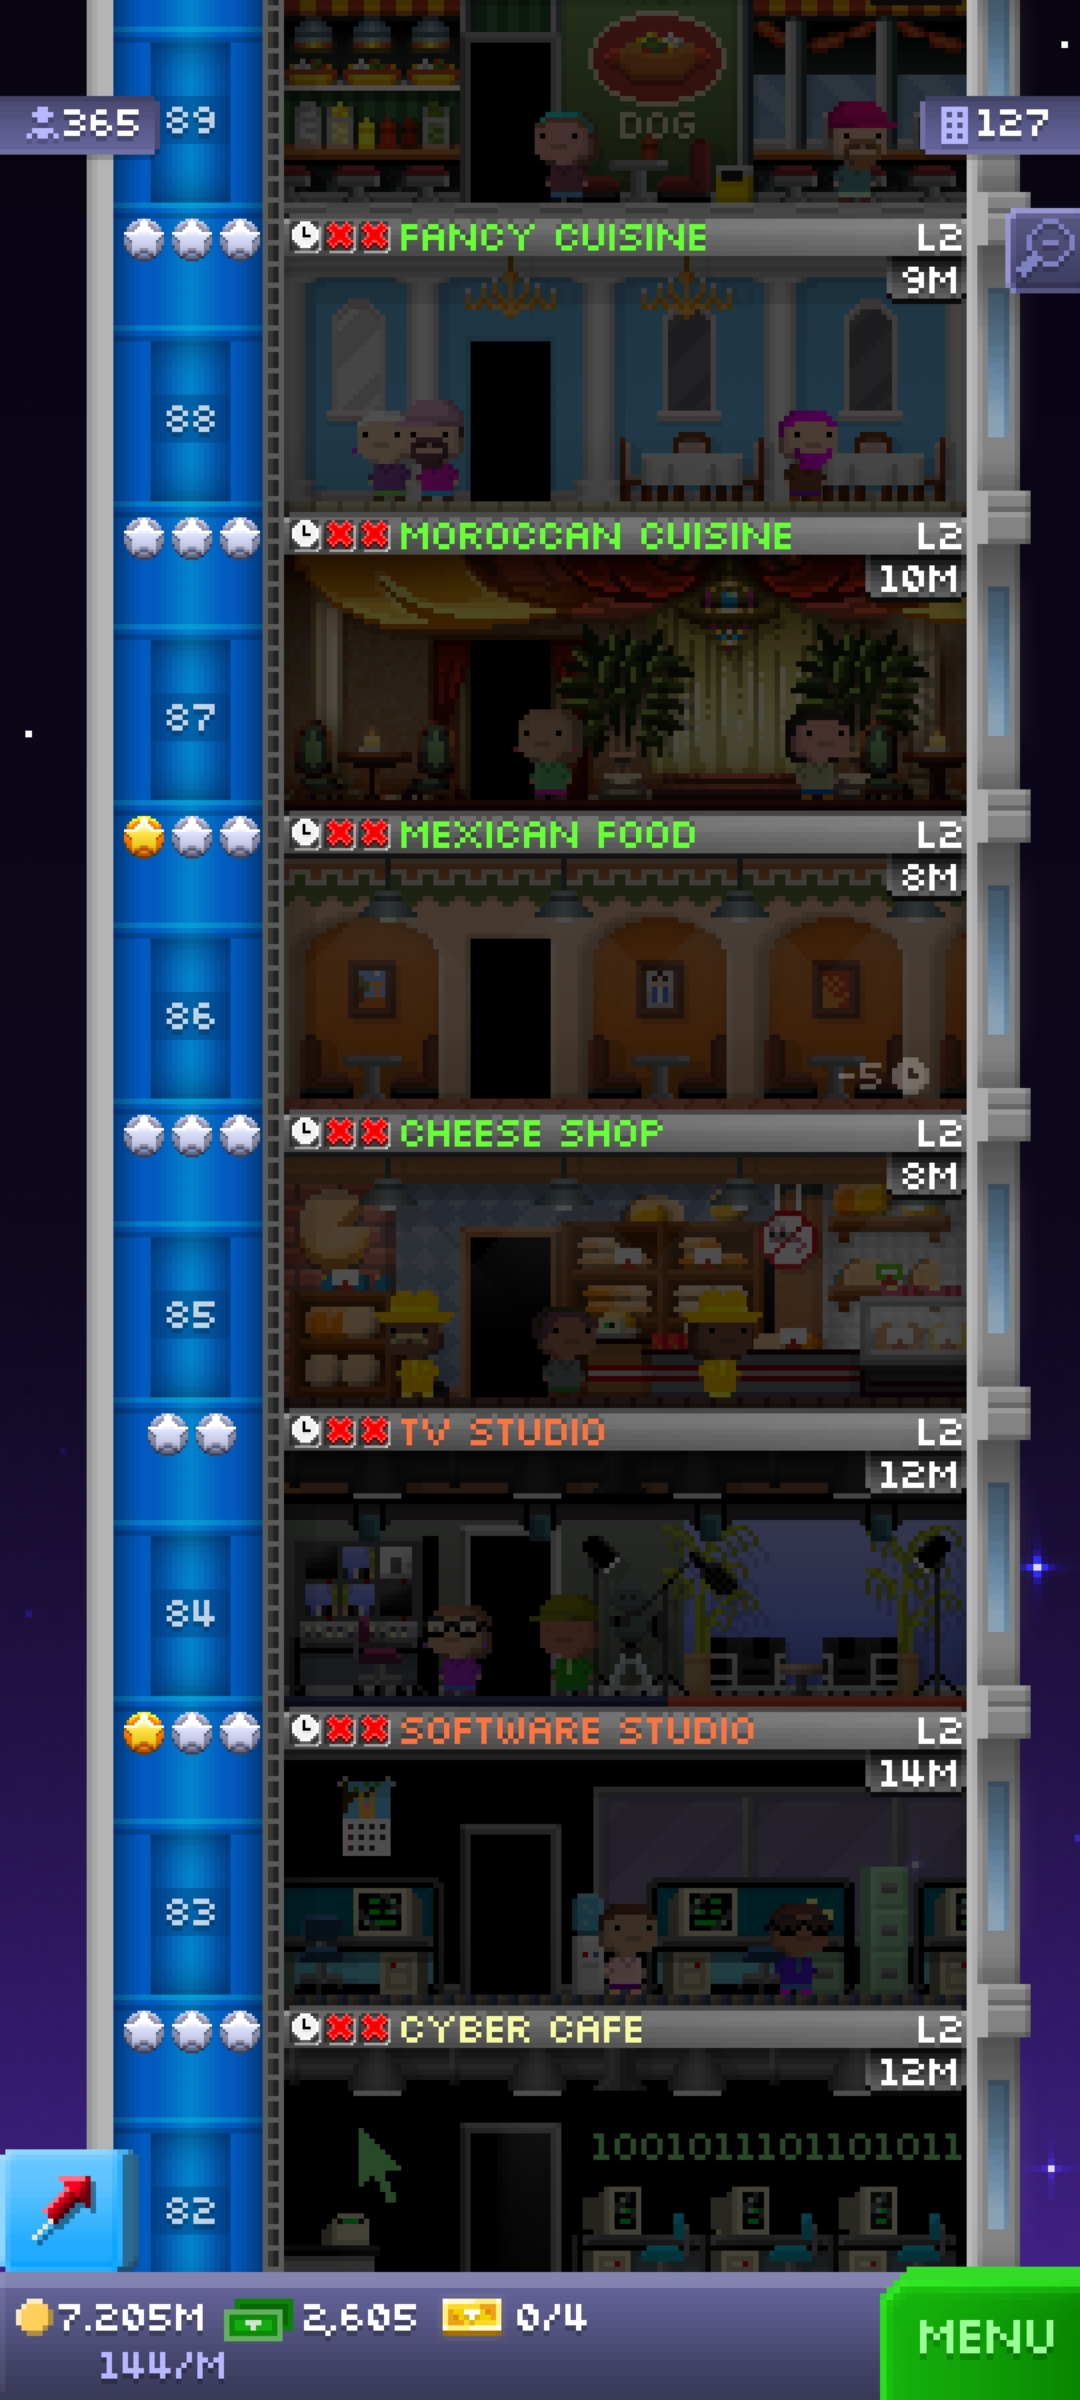 89
365
127
DOG
FANCY CUISINE L2
9M
88
MOROCCAN CUISINE L2
10M
87
MEXICAN FOOD L2
8M
86
-5
CHEESE SHOP L2
8M
85
TV STUDIO L2
12M
84
SOFTWARE STUDIO L2
14M
83
CYBER CAFE L2
12M
1001011101101011
82
7.205M 2,605 0/4
144/M
MENU